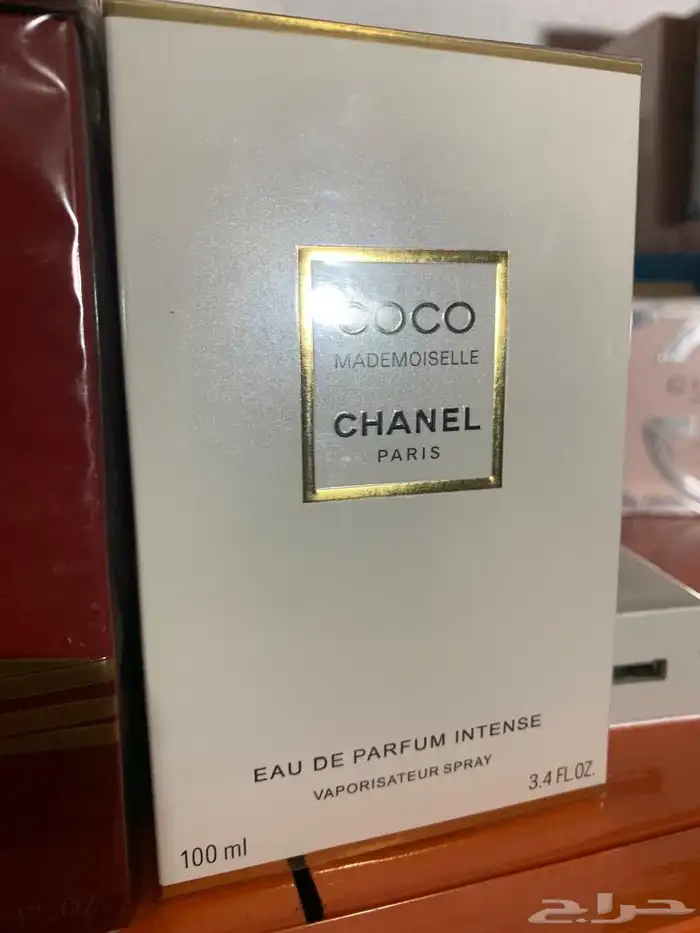 COCO
MADEMOISELLE
CHANEL
PARIS
EAU DE PARFUM INTENSE
VAPORISATEUR SPRAY
3.4 FL.OZ.
100 ml
حراج